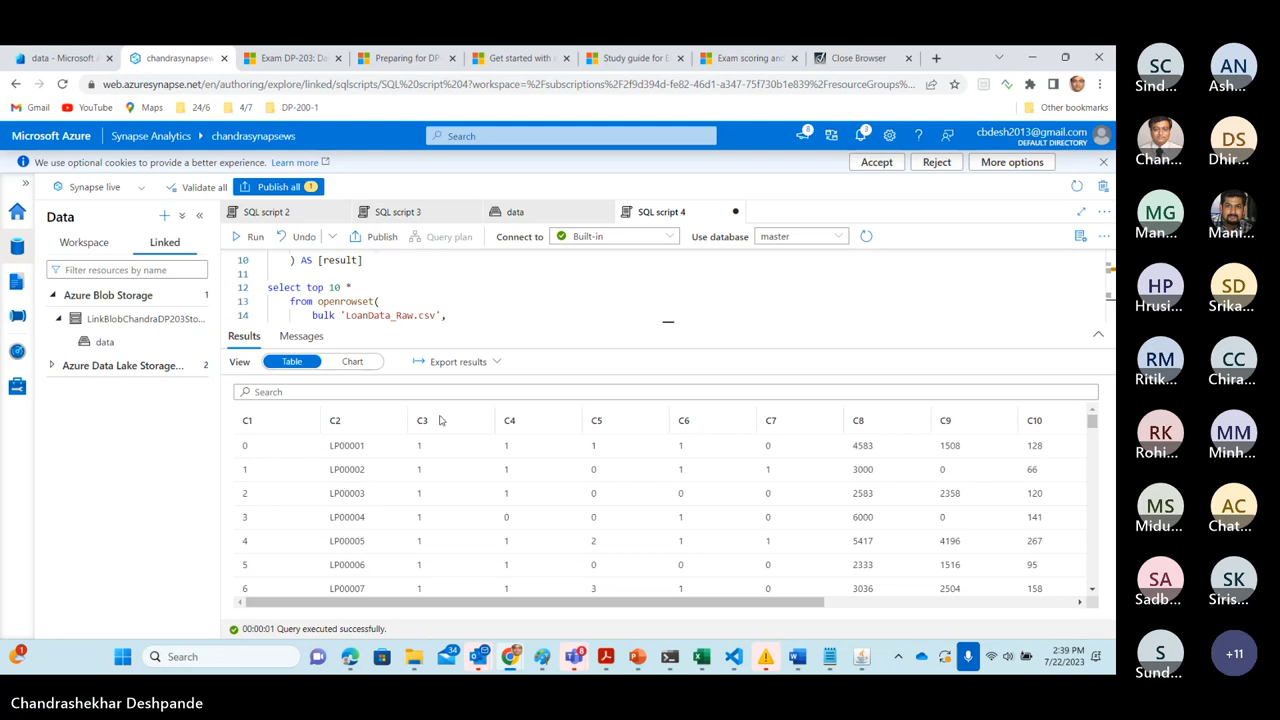 data - Microsoft A
chandrasynapsew
Exam DP-203: Da
Preparing for DP-
Get started with
Study guide for E
Exam scoring an
Close Browser
web.azuresynapse.net/en/authoring/explore/linked/sqlscripts/SQL%20script%204?workspace=%2Fsubscriptions%2F9d394d-fe82-46d1-a347-75f730b1e839%2FresourceGroups%...
Gmail
YouTube
Maps
24/6
4/7
DP-200-1
Other bookmarks
Microsoft Azure
Synapse Analytics
chandrasynapsews
Search
8
3
cbdesh2013@gmail.com
DEFAULT DIRECTORY
We use optional cookies to provide a better experience. Learn more
Accept
Reject
More options
Synapse live
Validate all
Publish all 1
Data
Workspace
Linked
Filter resources by name
Azure Blob Storage 1
LinkBlobChandraDP203Sto...
data
Azure Data Lake Storage... 2
SQL script 2
SQL script 3
data
SQL script 4
Run
Undo
Publish
Query plan
Connect to
Built-in
Use database
master
10 ) AS [result]
11
12 select top 10 *
13 from openrowset(
14 bulk 'LoanData_Raw.csv',
Results
Messages
View
Table
Chart
Export results
Search
C1 C2 C3 C4 C5 C6 C7 C8 C9 C10
0 LP00001 1 1 1 1 0 4583 1508 128
1 LP00002 1 1 0 1 1 3000 0 66
2 LP00003 1 1 0 0 0 2583 2358 120
3 LP00004 1 0 0 1 0 6000 0 141
4 LP00005 1 1 2 1 1 5417 4196 267
5 LP00006 1 1 0 0 0 2333 1516 95
6 LP00007 1 1 3 1 0 3036 2504 158
00:00:01 Query executed successfully.
1
Search
34
8
2:39 PM
7/22/2023
SC
Sind...
AN
Ash...
Chan...
DS
Dhir...
MG
Man...
Mani...
HP
Hrusi...
SD
Srika...
RM
Ritik...
CC
Chira...
RK
Rohi...
MM
Minh...
MS
Midu...
AC
Chat...
SA
Sadb...
SK
Siris...
S
Sund...
+11
Chandrashekhar Deshpande